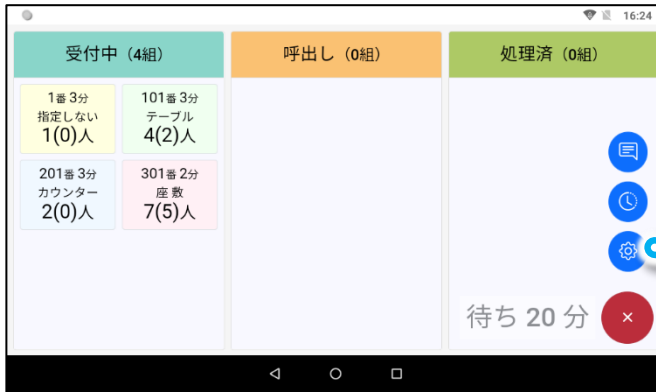 16:24
受付中（4組）
呼出し（0組）
処理済（0組）
1番 3分
指定しない
1(0)人
101番 3分
テーブル
4(2)人
201番 3分
カウンター
2(0)人
301番 2分
座敷
7(5)人
待ち 20 分